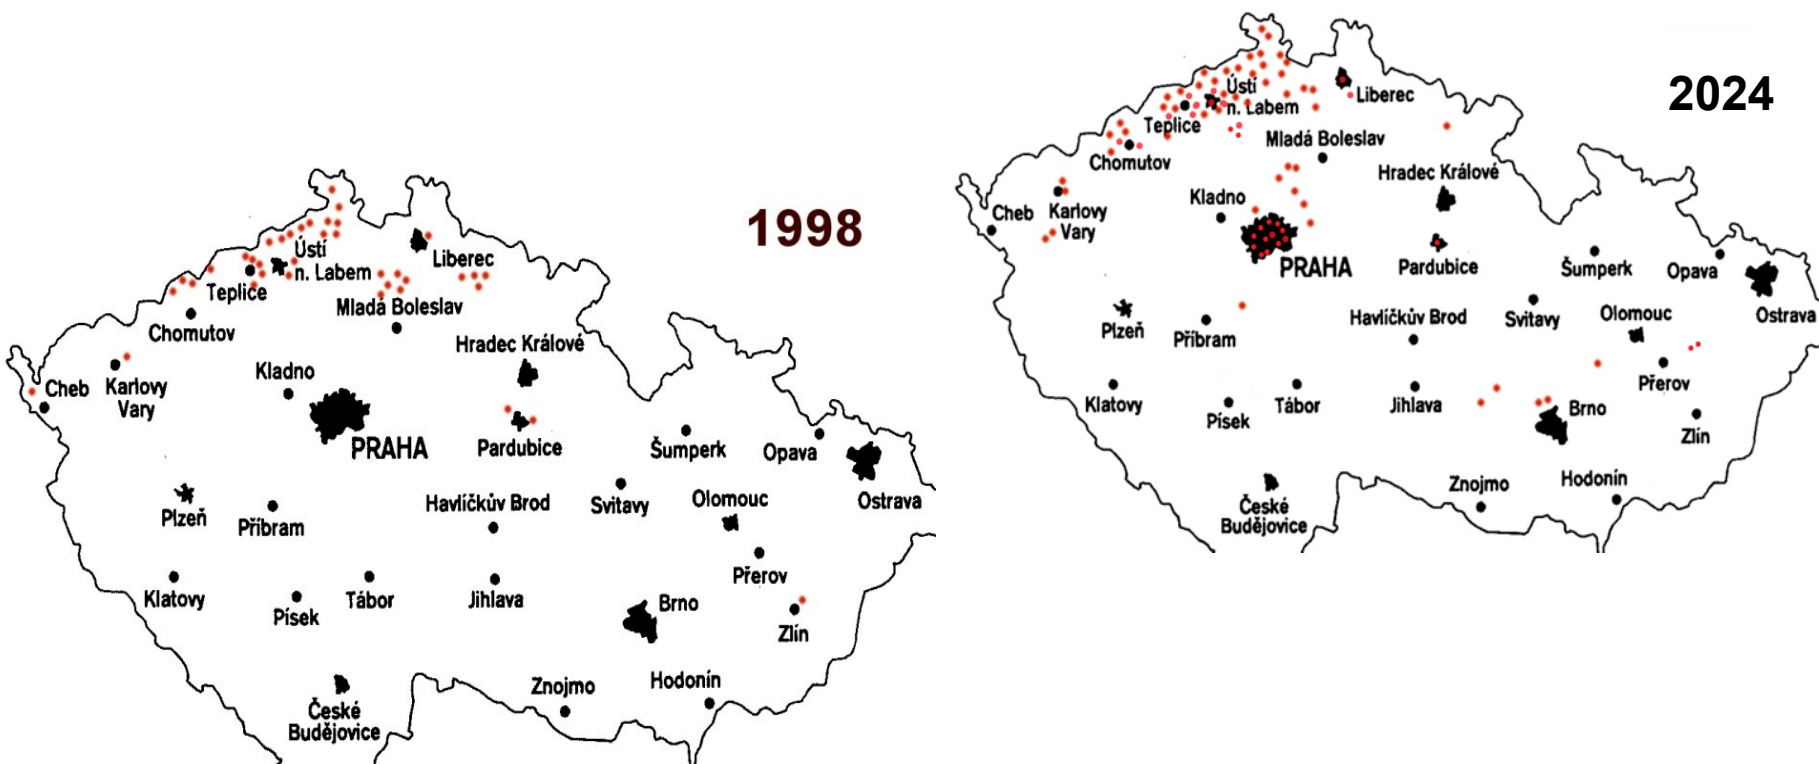 1998
Ústí
n. Labem
Liberec
Teplice
Mladá Boleslav
Chomutov
Hradec Králové
Kladno
Cheb
Karlovy
Vary
PRAHA
Pardubice
Šumperk
Opava
Ostrava
Plzeň
Příbram
Havlíčkův Brod
Svitavy
Olomouc
Přerov
Klatovy
Písek
Tábor
Jihlava
Brno
Zlín
Znojmo
Hodonín
České
Budějovice
2024
Ústí
n. Labem
Liberec
Teplice
Mladá Boleslav
Chomutov
Hradec Králové
Kladno
Cheb
Karlovy
Vary
PRAHA
Pardubice
Šumperk
Opava
Ostrava
Plzeň
Příbram
Havlíčkův Brod
Svitavy
Olomouc
Přerov
Klatovy
Písek
Tábor
Jihlava
Brno
Zlín
Znojmo
Hodonín
České
Budějovice